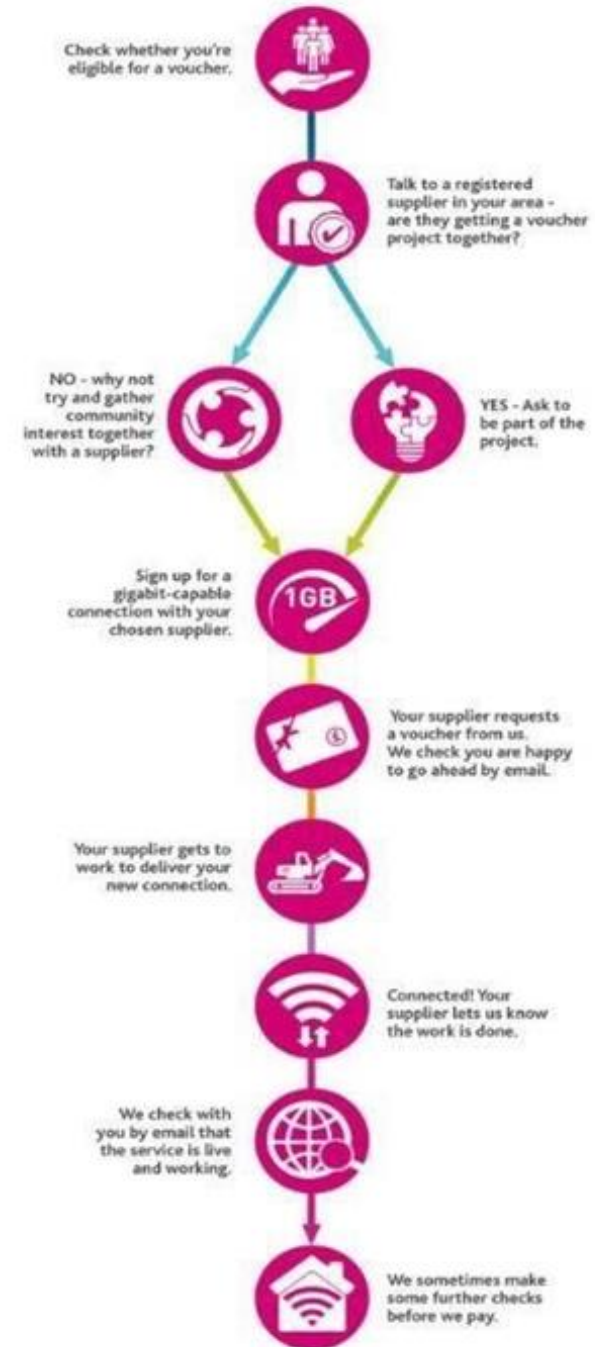 Check whether you're
eligible for a voucher.
Talk to a registered
supplier in your area -
are they getting a voucher
project together?
NO - why not
try and gather
community
interest together
with a supplier?
YES - Ask to
be part of the
project.
Sign up for a
gigabit-capable
connection with your
chosen supplier.
1GB
Your supplier requests
a voucher from us.
We check you are happy
to go ahead by email.
£
Your supplier gets to
work to deliver your
new connection.
Connected! Your
supplier lets us know
the work is done.
We check with
you by email that
the service is live
and working.
We sometimes make
some further checks
before we pay.